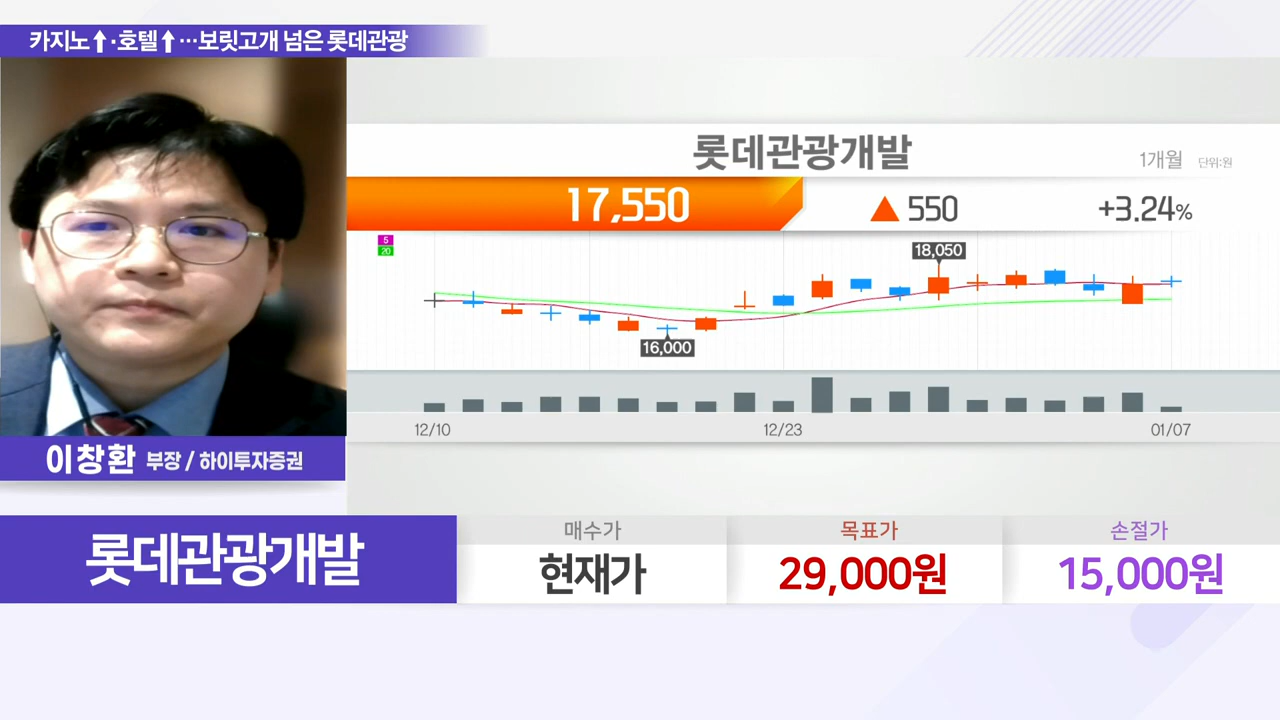 카지노⬆·호텔⬆…보릿고개 넘은 롯데관광
롯데관광개발
1개월 단위:원
17,550 ▲ 550 +3.24%
5
20
18,050
16,000
12/10 12/23 01/07
이창환 부장 / 하이투자증권
롯데관광개발
매수가 목표가 손절가
현재가 29,000원 15,000원